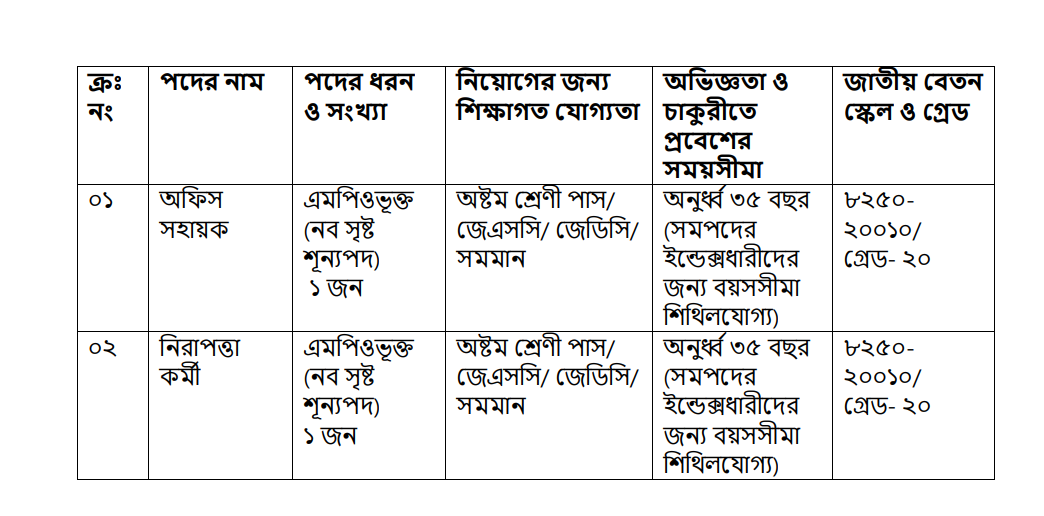 ক্রঃ নং
পদের নাম
পদের ধরন ও সংখ্যা
নিয়োগের জন্য শিক্ষাগত যোগ্যতা
অভিজ্ঞতা ও চাকুরীতে প্রবেশের সময়সীমা
জাতীয় বেতন স্কেল ও গ্রেড
০১
অফিস
সহায়ক
এমপিওভূক্ত
(নব সৃষ্ট
শূন্যপদ)
১ জন
অষ্টম শ্রেণী পাস/
জেএসসি/ জেডিসি/
সমমান
অনুর্ধ্ব ৩৫ বছর
(সমপদের
ইন্ডেক্সধারীদের
জন্য বয়সসীমা
শিথিলযোগ্য)
৮২৫০-
২০০১০/
গ্রেড- ২০
০২
নিরাপত্তা
কর্মী
এমপিওভূক্ত
(নব সৃষ্ট
শূন্যপদ)
১ জন
অষ্টম শ্রেণী পাস/
জেএসসি/ জেডিসি/
সমমান
অনুর্ধ্ব ৩৫ বছর
(সমপদের
ইন্ডেক্সধারীদের
জন্য বয়সসীমা
শিথিলযোগ্য)
৮২৫০-
২০০১০/
গ্রেড- ২০